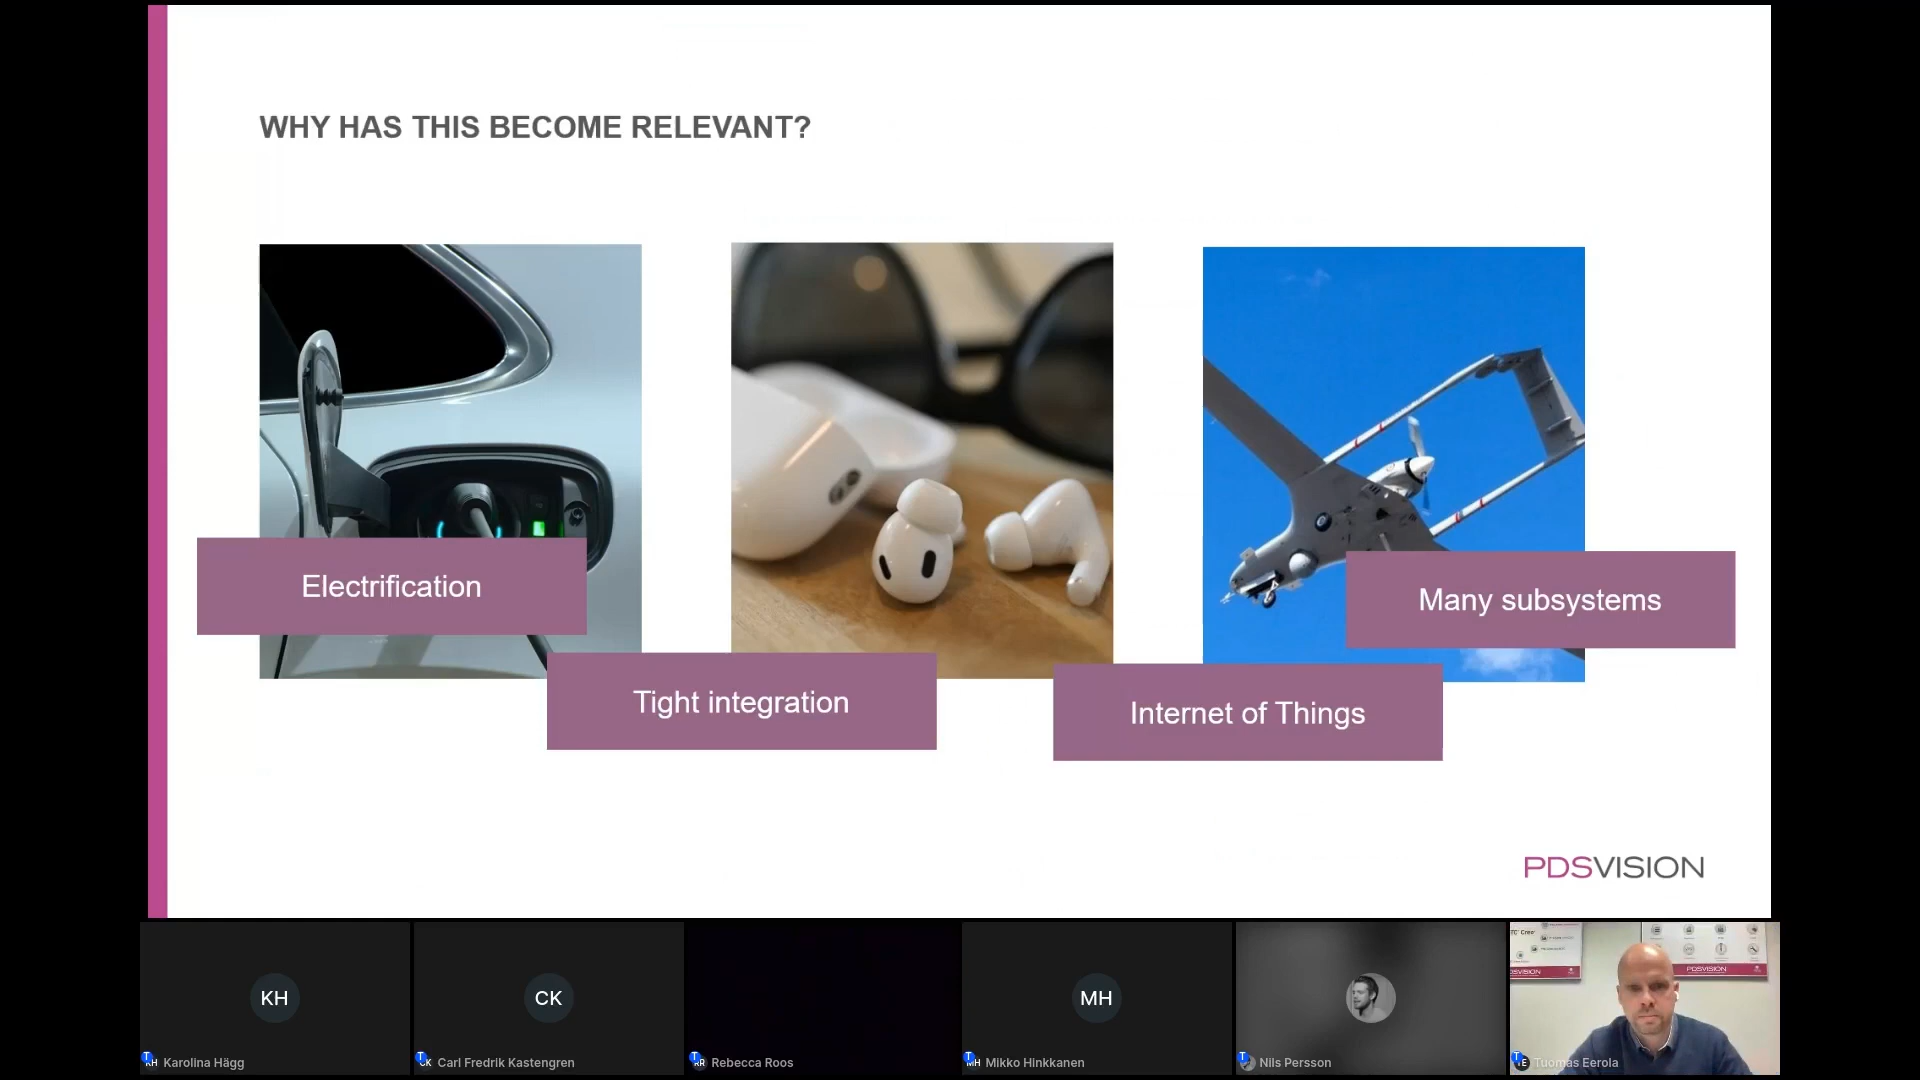 WHY HAS THIS BECOME RELEVANT?
Electrification
Many subsystems
Tight integration
Internet of Things
PDSVISION
KH
CK
MH
Karolina Hägg
Carl Fredrik Kastengren
Rebecca Roos
Mikko Hinkkanen
Nils Persson
Tuomas Eerola
PDSVISION